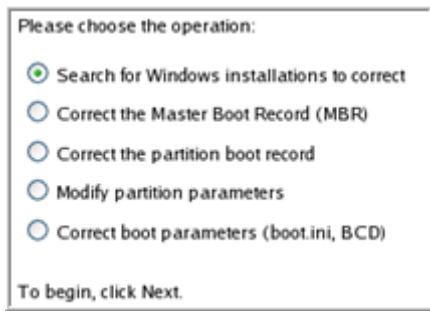 Please choose the operation:
Search for Windows installations to correct
Correct the Master Boot Record (MBR)
Correct the partition boot record
Modify partition parameters
Correct boot parameters (boot.ini, BCD)
To begin, click Next.